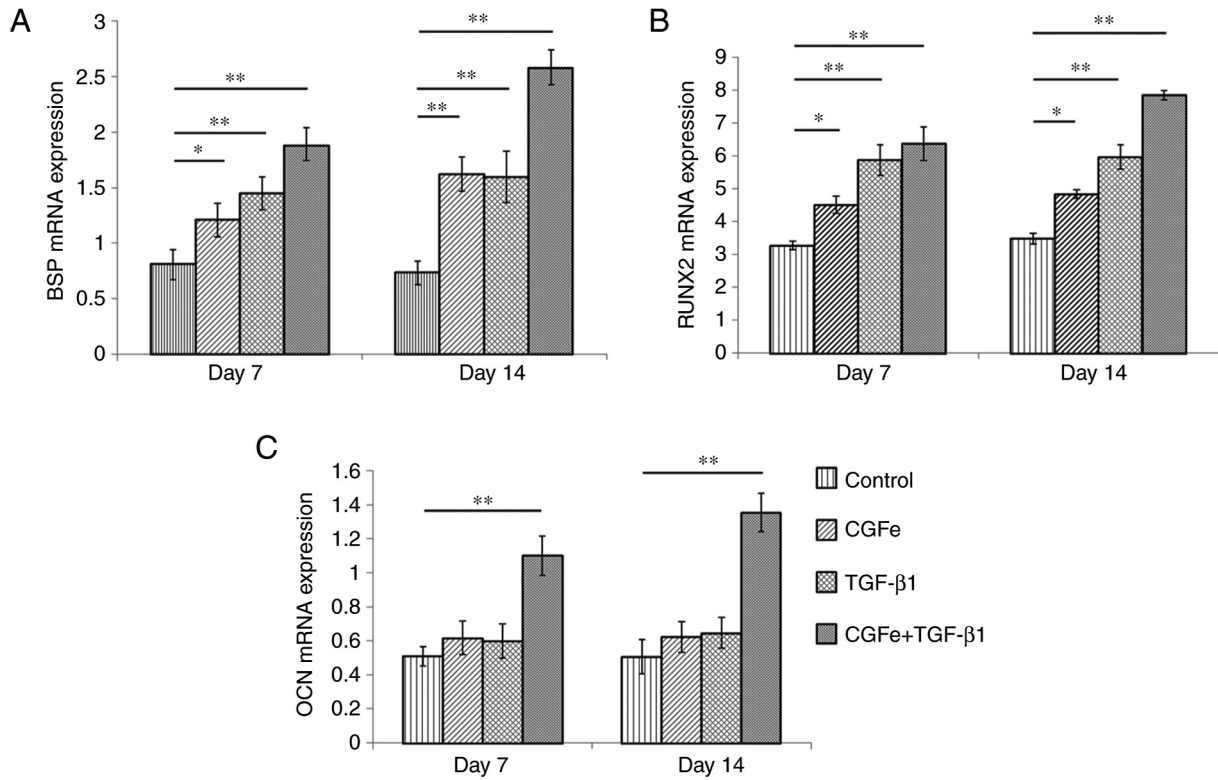 A
BSP mRNA expression
3
2.5
2
1.5
1
0.5
0
**
**
*
**
**
**
Day 7
Day 14
B
RUNX2 mRNA expression
9
8
7
6
5
4
3
2
1
0
**
**
*
**
**
*
Day 7
Day 14
C
OCN mRNA expression
1.6
1.4
1.2
1
0.8
0.6
0.4
0.2
0
**
**
Day 7
Day 14
Control
CGFe
TGF-β1
CGFe+TGF-β1